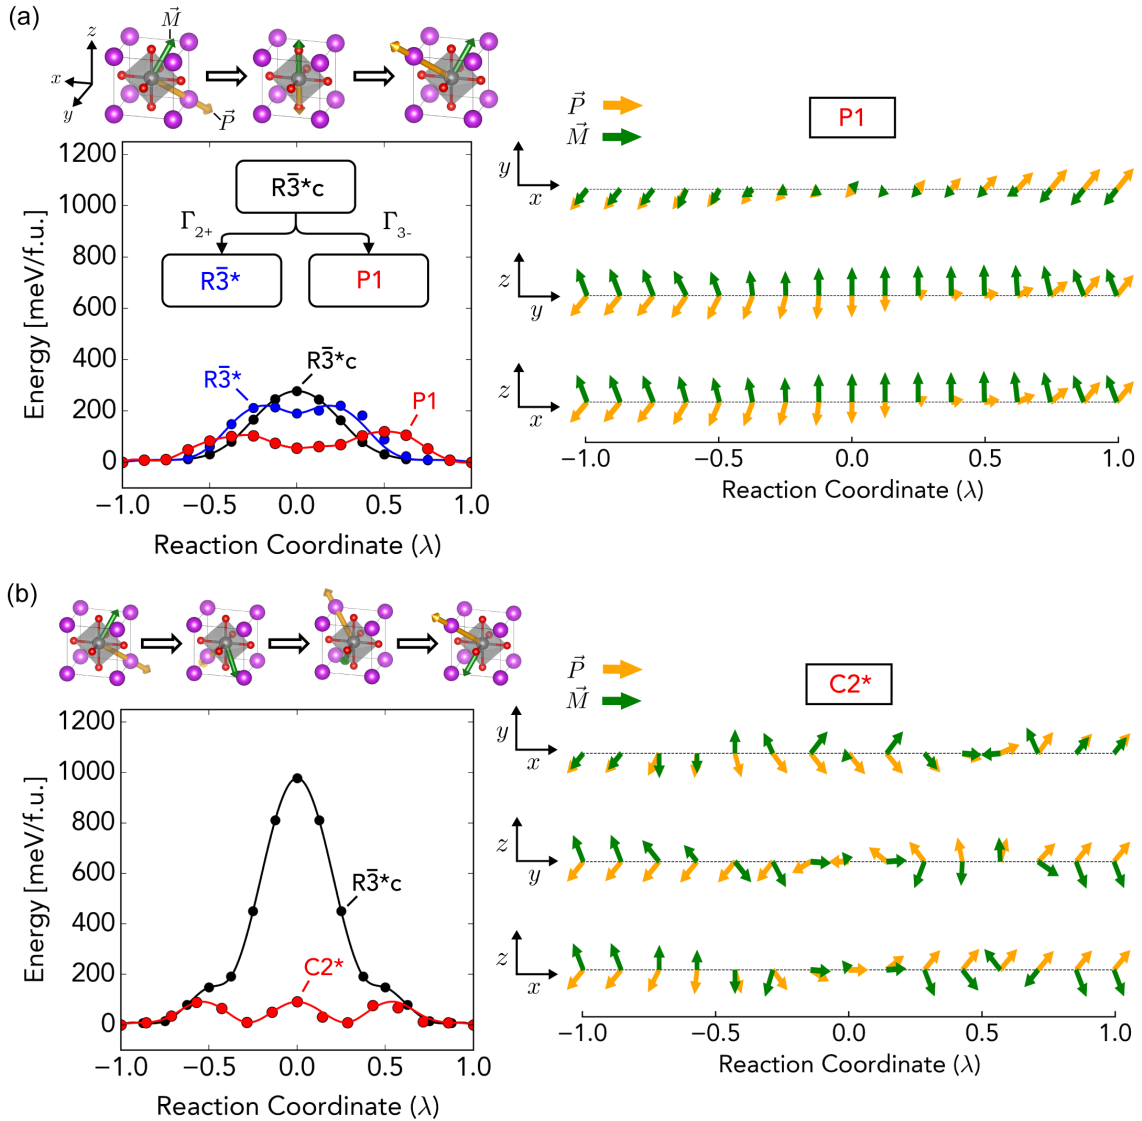 (a)
z
x
y
M⃗
P⃗
1200
1000
800
600
400
200
0
Energy [meV/f.u.]
R3̅*c
Γ2+
Γ3-
R3̅*
P1
R3̅*c
R3̅*
P1
−1.0 −0.5 0.0 0.5 1.0
Reaction Coordinate (λ)
P⃗
M⃗
P1
y
x
z
y
z
x
−1.0 −0.5 0.0 0.5 1.0
Reaction Coordinate (λ)
(b)
1200
1000
800
600
400
200
0
Energy [meV/f.u.]
R3̅*c
C2*
−1.0 −0.5 0.0 0.5 1.0
Reaction Coordinate (λ)
P⃗
M⃗
C2*
y
x
z
y
z
x
−1.0 −0.5 0.0 0.5 1.0
Reaction Coordinate (λ)